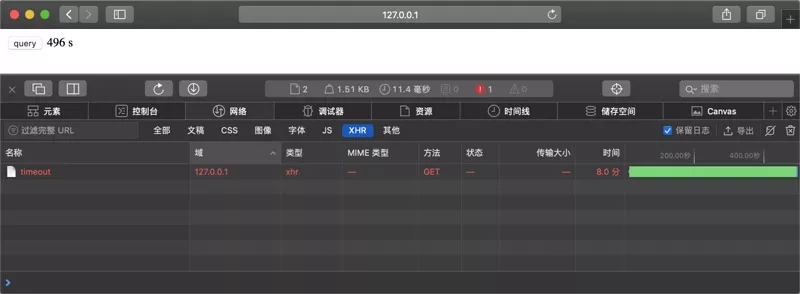 127.0.0.1
query 496 s
2 1.51 KB 11.4 毫秒 0 1 0 搜索
元素 控制台 网络 调试器 资源 时间线 储存空间 Canvas
过滤完整 URL 全部 文稿 CSS 图像 字体 JS XHR 其他 保留日志 导出
名称 域 类型 MIME 类型 方法 状态 传输大小 时间 200.00秒 400.00秒
timeout 127.0.0.1 xhr — GET — — 8.0 分